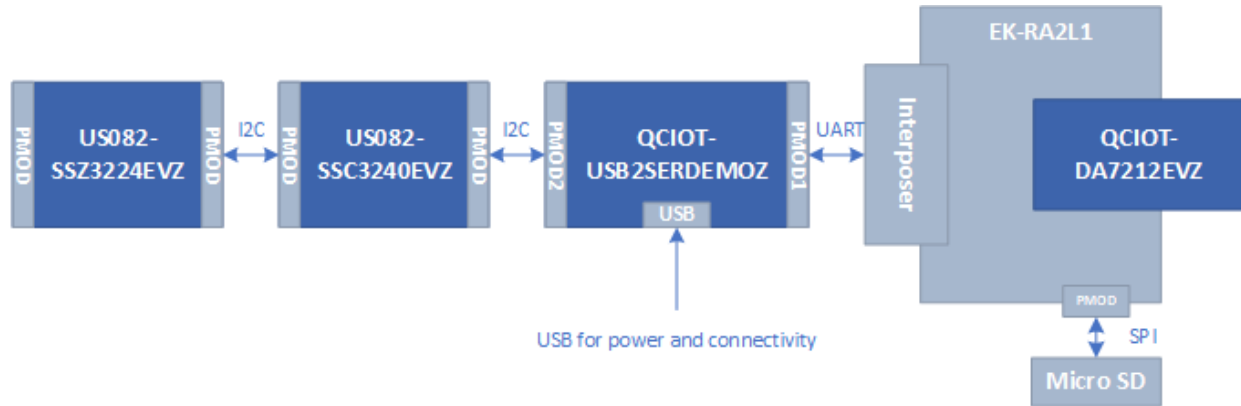 EK-RA2L1
PMOD
US082-
SSZ3224EVZ
PMOD
I2C
PMOD
US082-
SSC3240EVZ
PMOD
I2C
PMOD2
QCIOT-
USB2SERDEMOZ
USB
PMOD1
UART
Interposer
QCIOT-
DA7212EVZ
USB for power and connectivity
PMOD
SPI
Micro SD